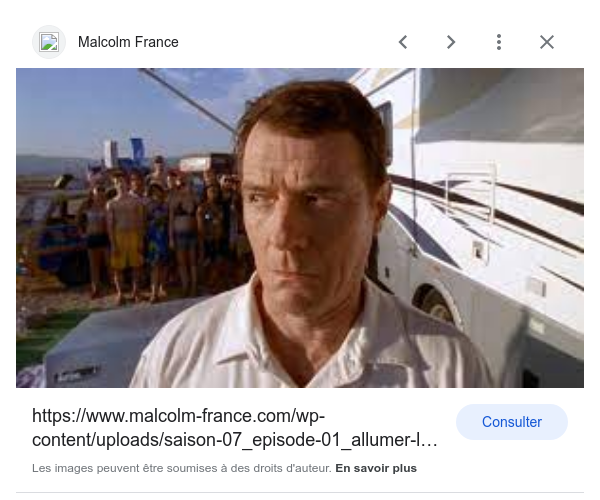 Malcolm France
https://www.malcolm-france.com/wp-
content/uploads/saison-07_episode-01_allumer-l…
Consulter
Les images peuvent être soumises à des droits d'auteur. En savoir plus